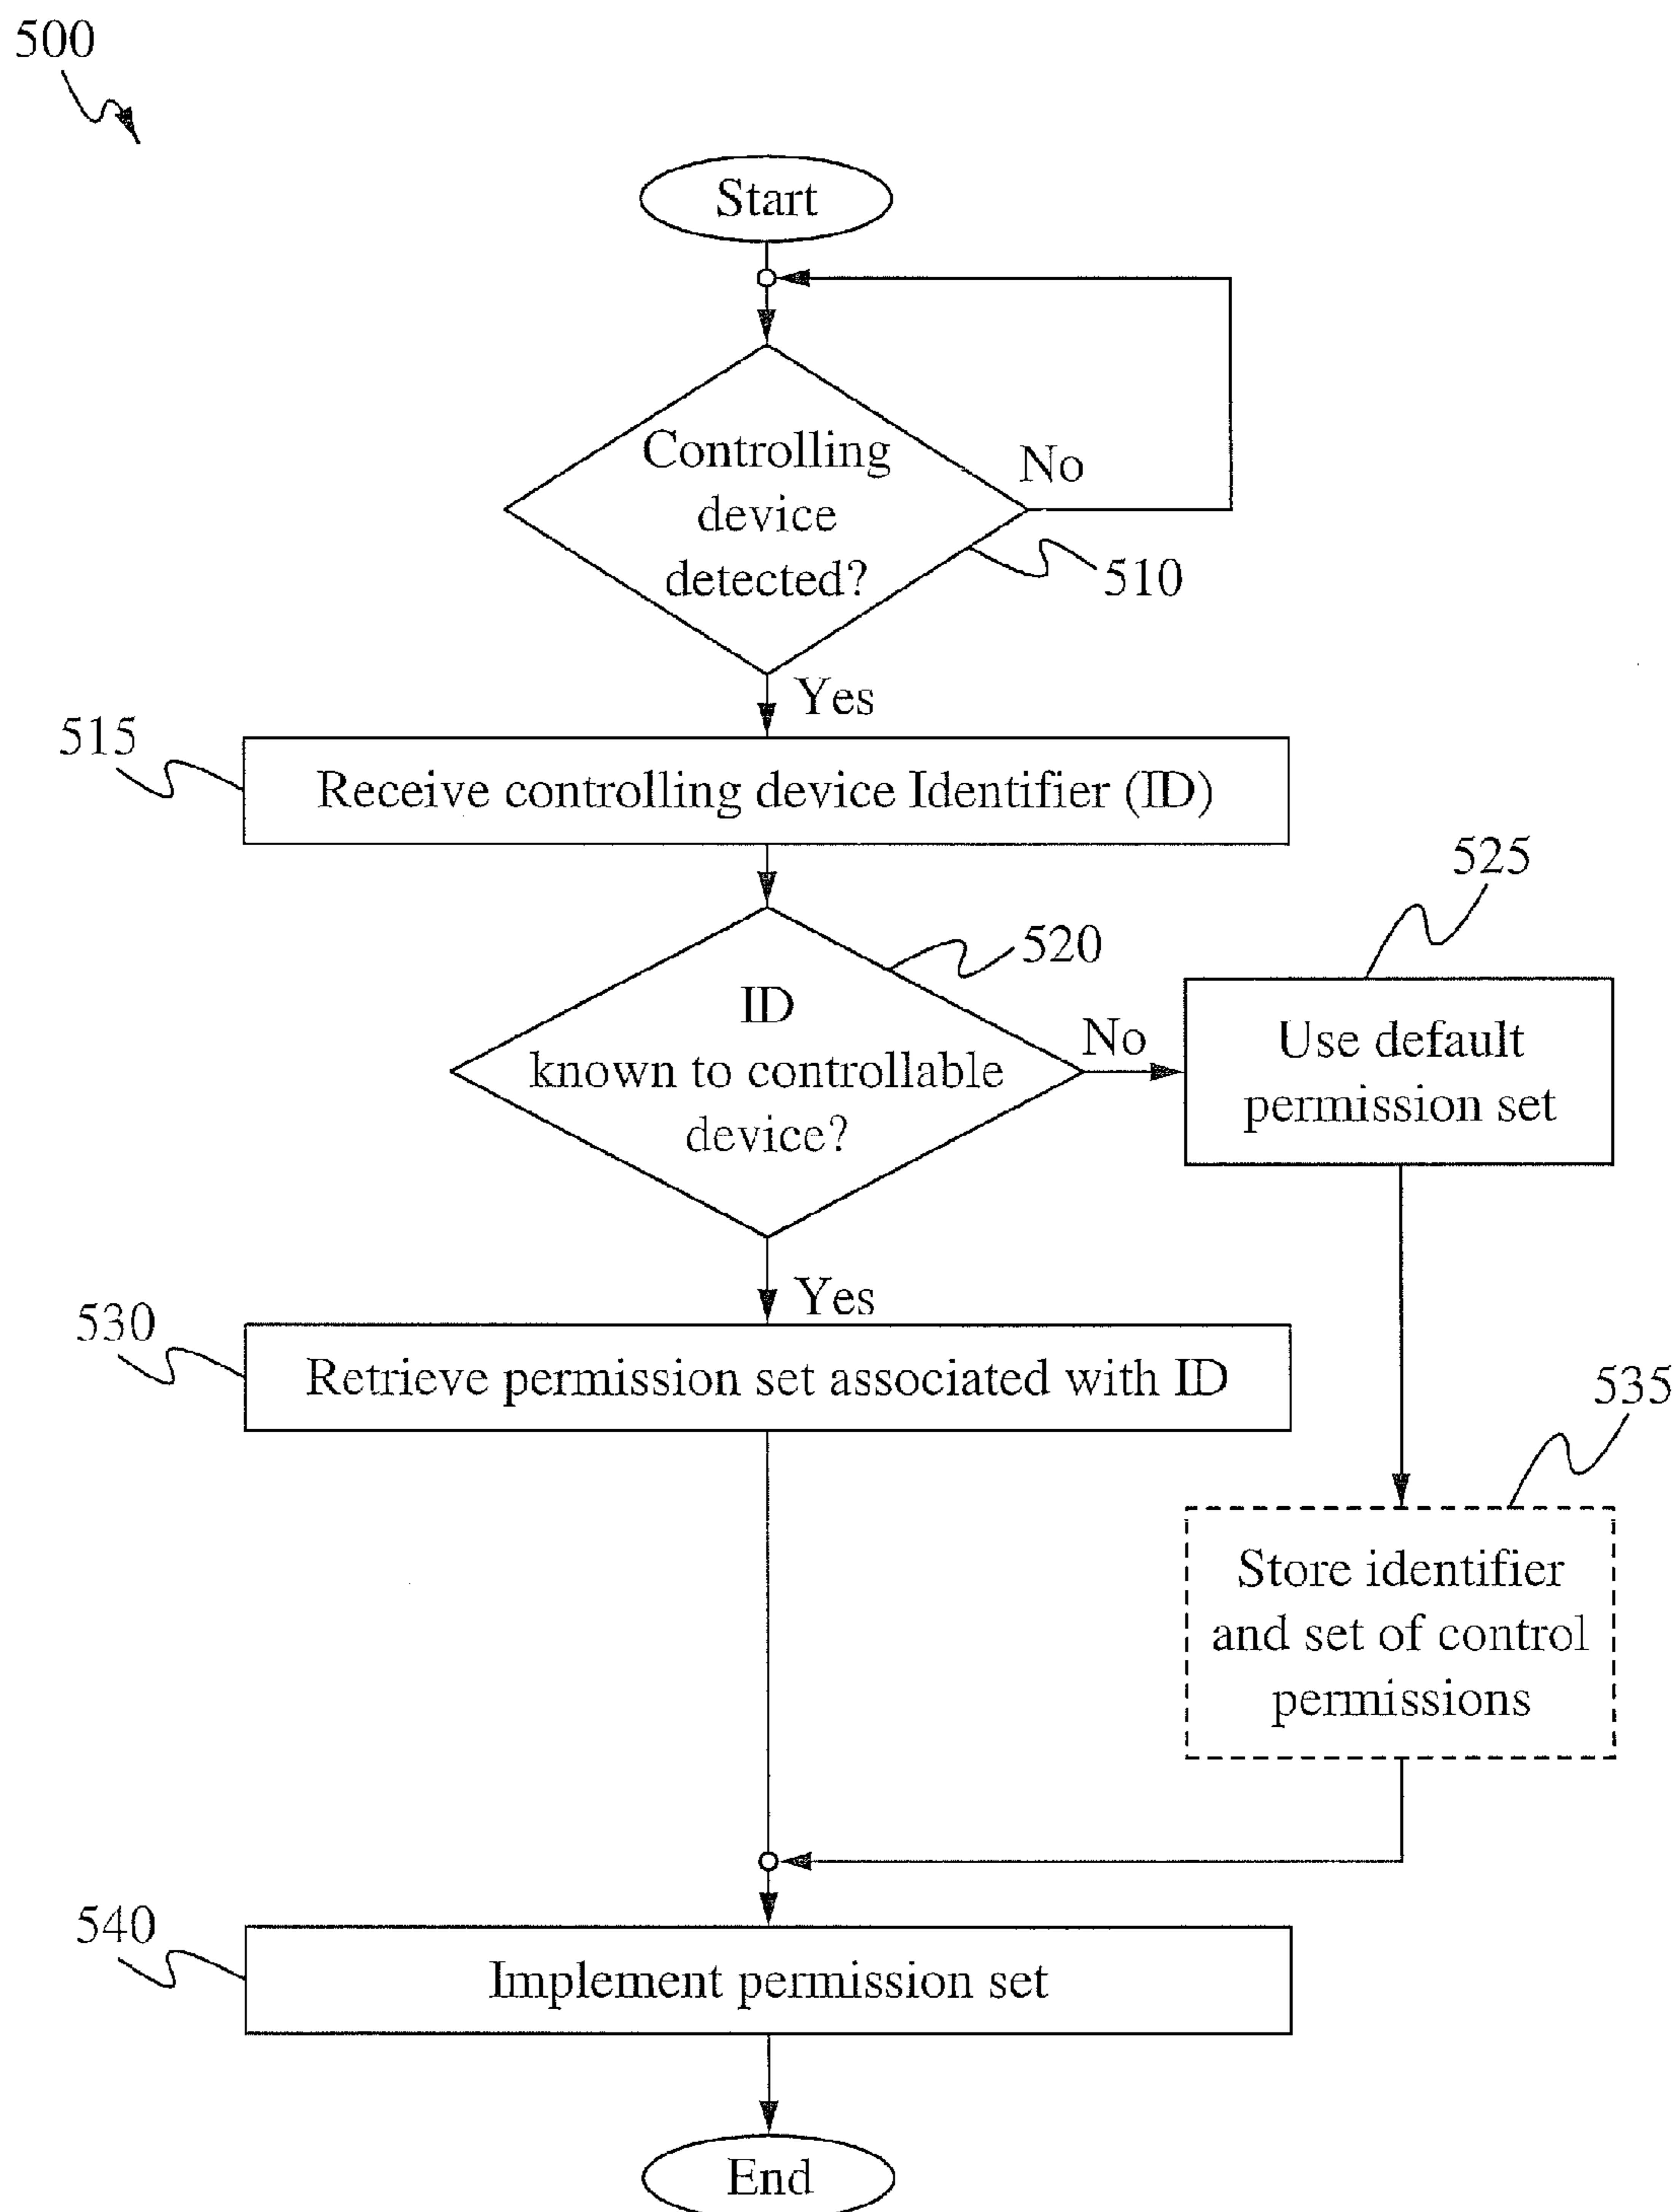 500
Start
Controlling
device
detected?
No
510
Yes
515
Receive controlling device Identifier (ID)
525
520
ID
known to controllable
device?
No
Use default
permission set
Yes
530
Retrieve permission set associated with ID
535
Store identifier
and set of control
permissions
540
Implement permission set
End